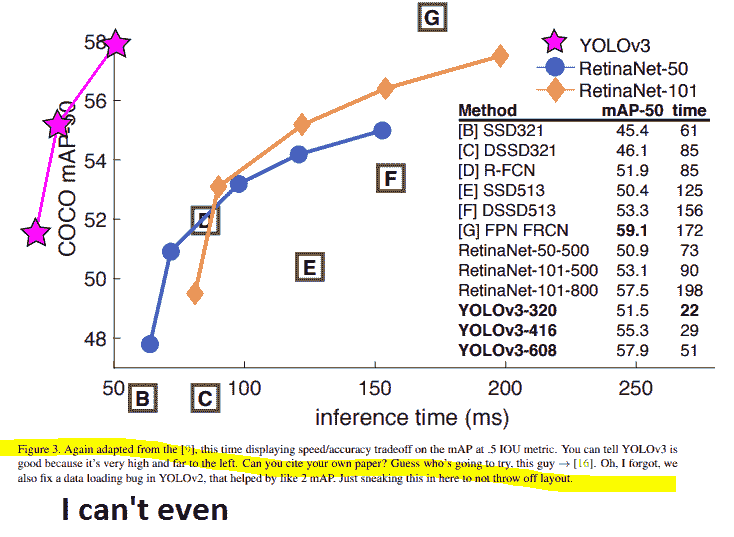 G
58
YOLOv3
RetinaNet-50
RetinaNet-101
56
COCO mAP-50
Method mAP-50 time
[B] SSD321 45.4 61
[C] DSSD321 46.1 85
[D] R-FCN 51.9 85
[E] SSD513 50.4 125
[F] DSSD513 53.3 156
[G] FPN FRCN 59.1 172
RetinaNet-50-500 50.9 73
RetinaNet-101-500 53.1 90
RetinaNet-101-800 57.5 198
YOLOv3-320 51.5 22
YOLOv3-416 55.3 29
YOLOv3-608 57.9 51
54
F
52
D
E
50
48
B
C
50 100 150 200 250
inference time (ms)
Figure 3. Again adapted from the [9], this time displaying speed/accuracy tradeoff on the mAP at .5 IOU metric. You can tell YOLOv3 is
good because it's very high and far to the left. Can you cite your own paper? Guess who's going to try, this guy → [16]. Oh, I forgot, we
also fix a data loading bug in YOLOv2, that helped by like 2 mAP. Just sneaking this in here to not throw off layout.
I can't even